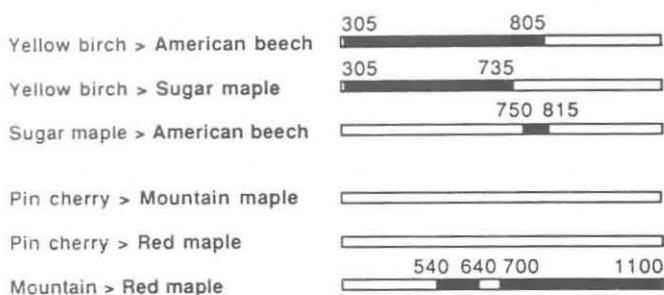 305 805
Yellow birch > American beech
305 735
Yellow birch > Sugar maple
750 815
Sugar maple > American beech
Pin cherry > Mountain maple
Pin cherry > Red maple
540 640 700 1100
Mountain > Red maple